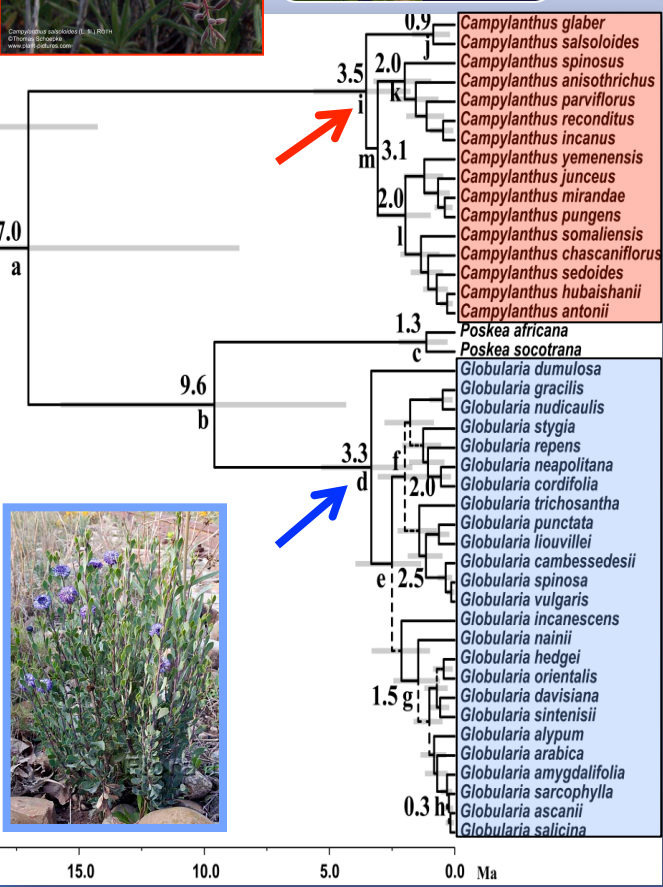 Campylanthus salsoloides (L. fil.) ROTH
©Thomas Schoepke
www.plant-pictures.com
0.9
j
Campylanthus glaber
Campylanthus salsoloides
3.5
i
2.0
k
Campylanthus spinosus
Campylanthus anisothrichus
Campylanthus parviflorus
Campylanthus reconditus
Campylanthus incanus
m
3.1
2.0
l
Campylanthus yemenensis
Campylanthus junceus
Campylanthus mirandae
Campylanthus pungens
Campylanthus somaliensis
Campylanthus chascaniflorus
Campylanthus sedoides
Campylanthus hubaishanii
Campylanthus antonii
7.0
a
1.3
c
Poskea africana
Poskea socotrana
9.6
b
3.3
d
Globularia dumulosa
Globularia gracilis
Globularia nudicaulis
Globularia stygia
f
Globularia repens
Globularia neapolitana
2.0
Globularia cordifolia
Globularia trichosantha
Globularia punctata
Globularia liouvillei
Globularia cambessedesii
e
2.5
Globularia spinosa
Globularia vulgaris
Globularia incanescens
Globularia nainii
Globularia hedgei
Globularia orientalis
1.5 g
Globularia davisiana
Globularia sintenisii
Globularia alypum
Globularia arabica
Globularia amygdalifolia
Globularia sarcophylla
0.3 h
Globularia ascanii
Globularia salicina
15.0 10.0 5.0 0.0 Ma